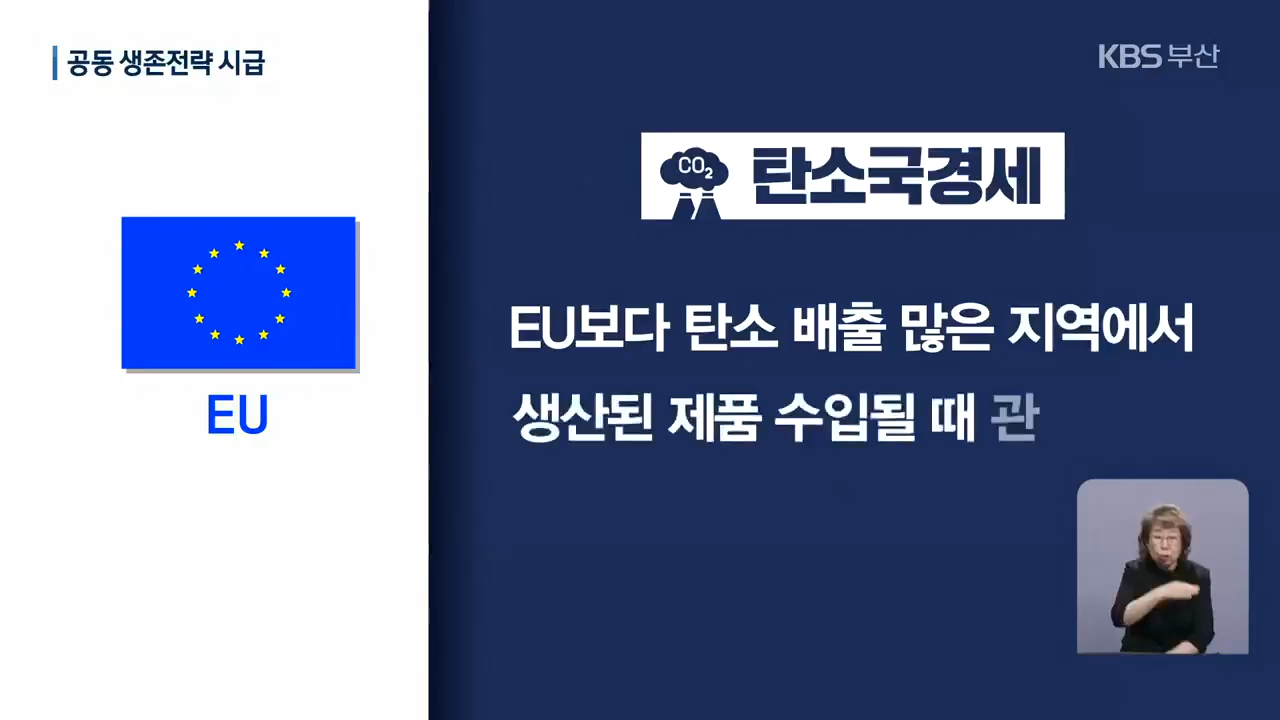 공동 생존전략 시급
KBS 부산
CO₂
탄소국경세
EU보다 탄소 배출 많은 지역에서
생산된 제품 수입될 때 관
EU